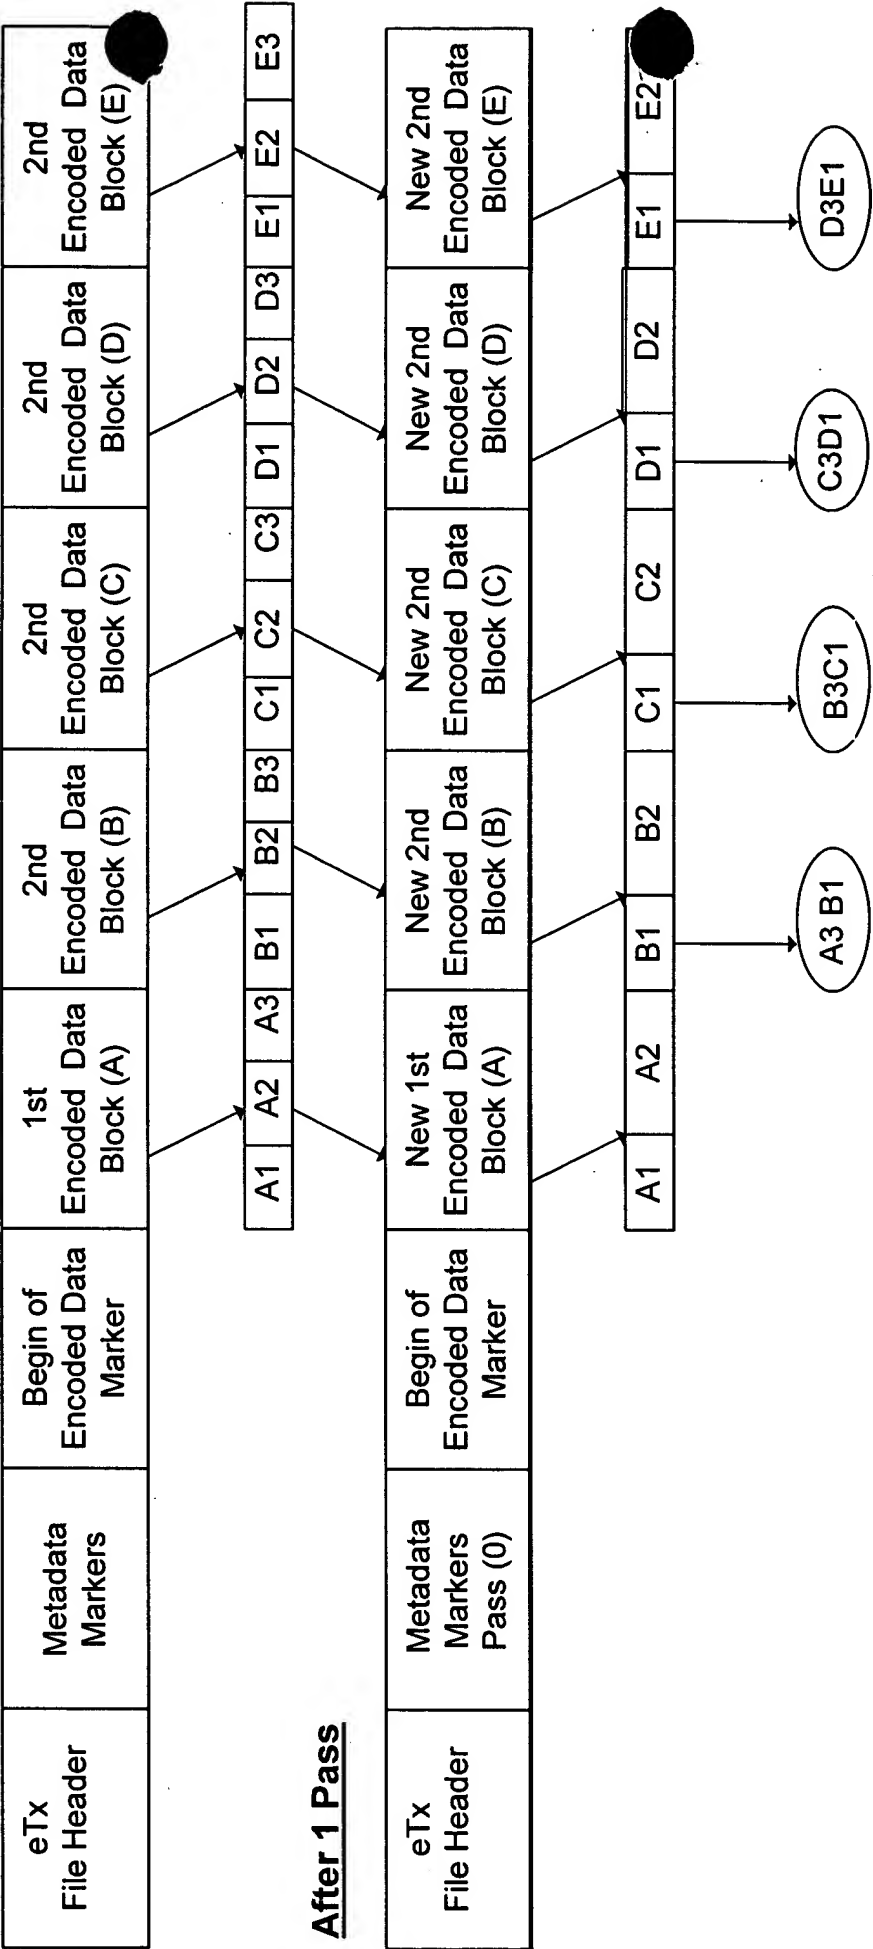 eTx
File Header
Metadata
Markers
Begin of
Encoded Data
Marker
1st
Encoded Data
Block (A)
2nd
Encoded Data
Block (B)
2nd
Encoded Data
Block (C)
2nd
Encoded Data
Block (D)
2nd
Encoded Data
Block (E)
A1 A2 A3 B1 B2 B3 C1 C2 C3 D1 D2 D3 E1 E2 E3
After 1 Pass
eTx
File Header
Metadata
Markers
Pass (0)
Begin of
Encoded Data
Marker
New 1st
Encoded Data
Block (A)
New 2nd
Encoded Data
Block (B)
New 2nd
Encoded Data
Block (C)
New 2nd
Encoded Data
Block (D)
New 2nd
Encoded Data
Block (E)
A1 A2 B1 B2 C1 C2 D1 D2 E1 E2
A3 B1
B3C1
C3D1
D3E1